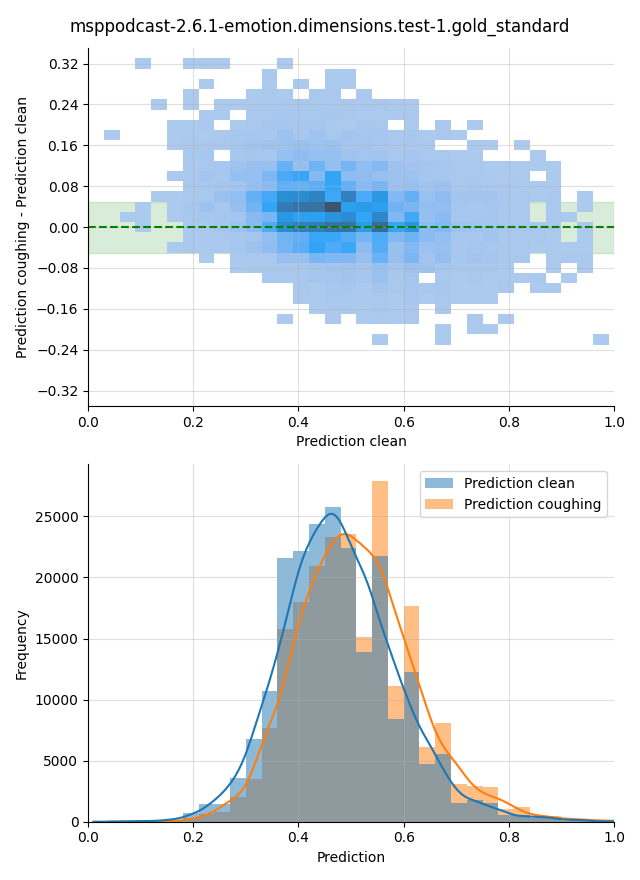 msppodcast-2.6.1-emotion.dimensions.test-1.gold_standard
0.32
0.24
0.16
0.08
0.00
−0.08
−0.16
−0.24
−0.32
Prediction coughing - Prediction clean
0.0 0.2 0.4 0.6 0.8 1.0
Prediction clean
Prediction clean
Prediction coughing
25000
20000
15000
10000
5000
0
Frequency
0.0 0.2 0.4 0.6 0.8 1.0
Prediction